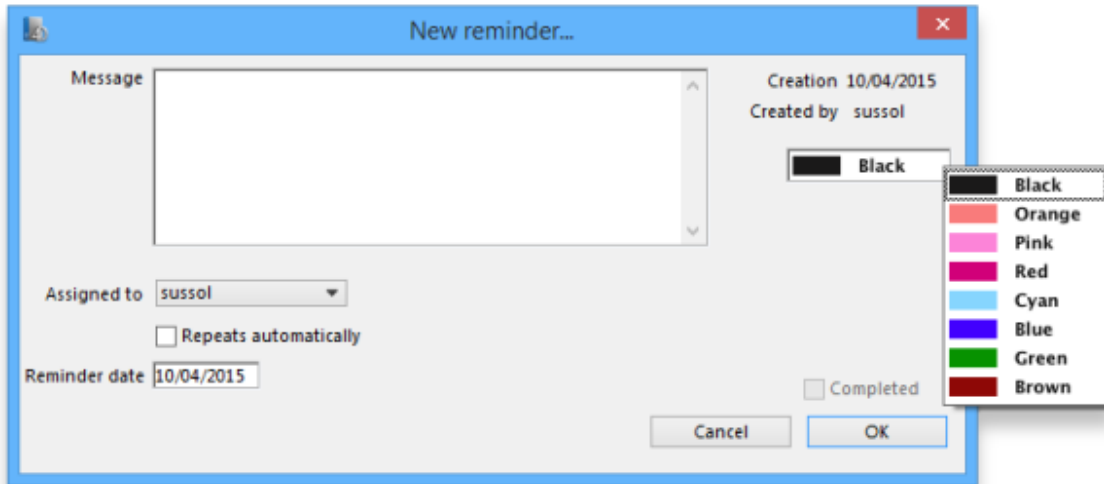 New reminder...
Message
Creation 10/04/2015
Created by sussol
Black
Black
Orange
Pink
Red
Cyan
Blue
Green
Brown
Assigned to sussol
Repeats automatically
Reminder date 10/04/2015
Completed
Cancel OK